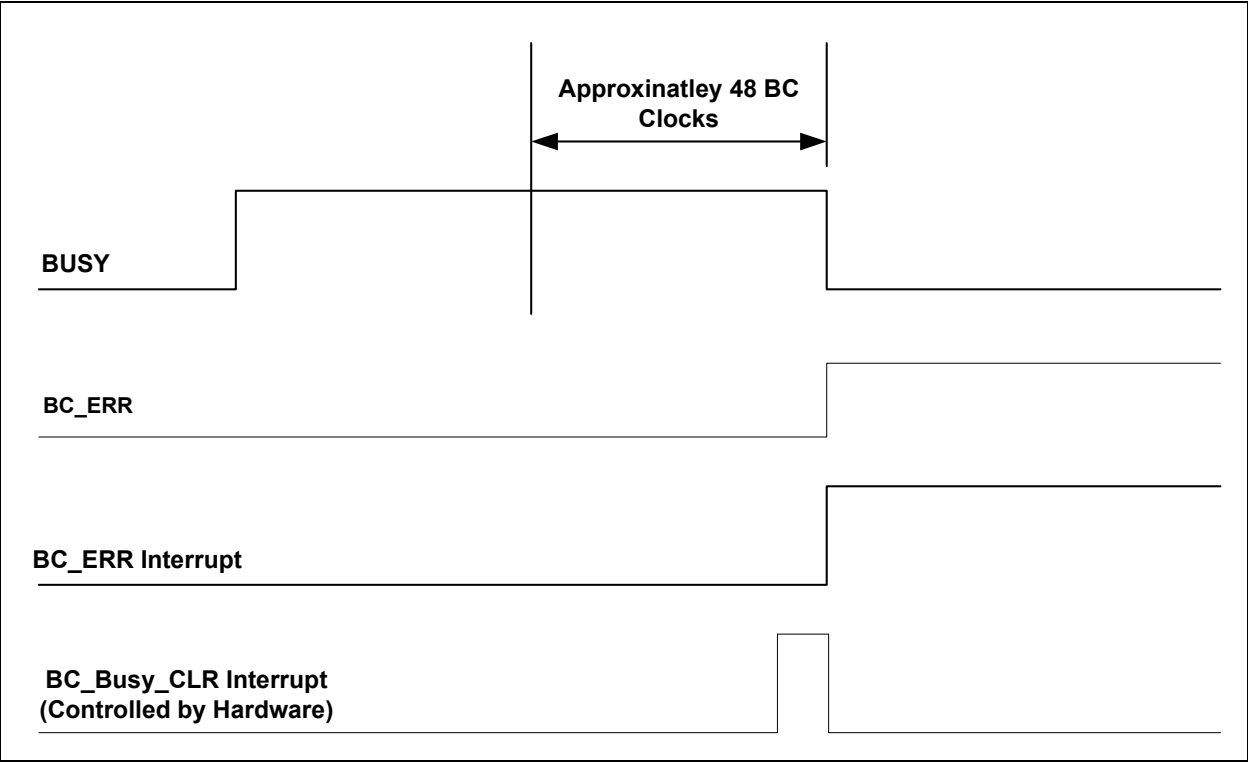 Approxinatley 48 BC
Clocks
BUSY
BC_ERR
BC_ERR Interrupt
BC_Busy_CLR Interrupt
(Controlled by Hardware)